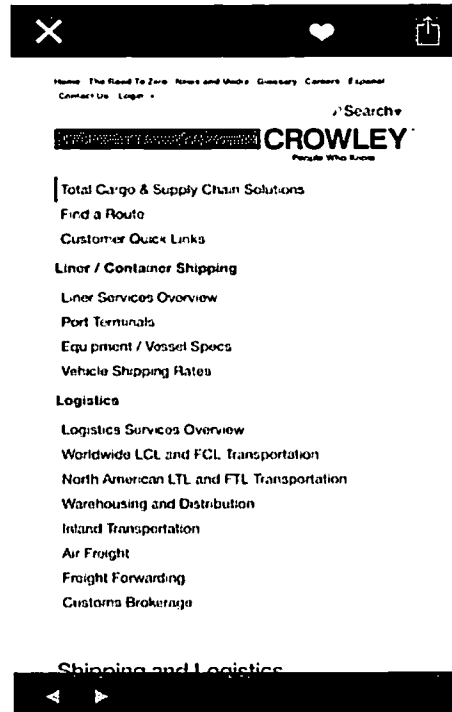 Home The Road To Zero News and Media Glossary Careers Español
Contact Us Login
Search
CROWLEY
People Who Know
Total Cargo & Supply Chain Solutions
Find a Route
Customer Quick Links
Liner / Container Shipping
Liner Services Overview
Port Terminals
Equipment / Vessel Specs
Vehicle Shipping Rates
Logistics
Logistics Services Overview
Worldwide LCL and FCL Transportation
North American LTL and FTL Transportation
Warehousing and Distribution
Inland Transportation
Air Freight
Freight Forwarding
Customs Brokerage
Shipping and Logistics